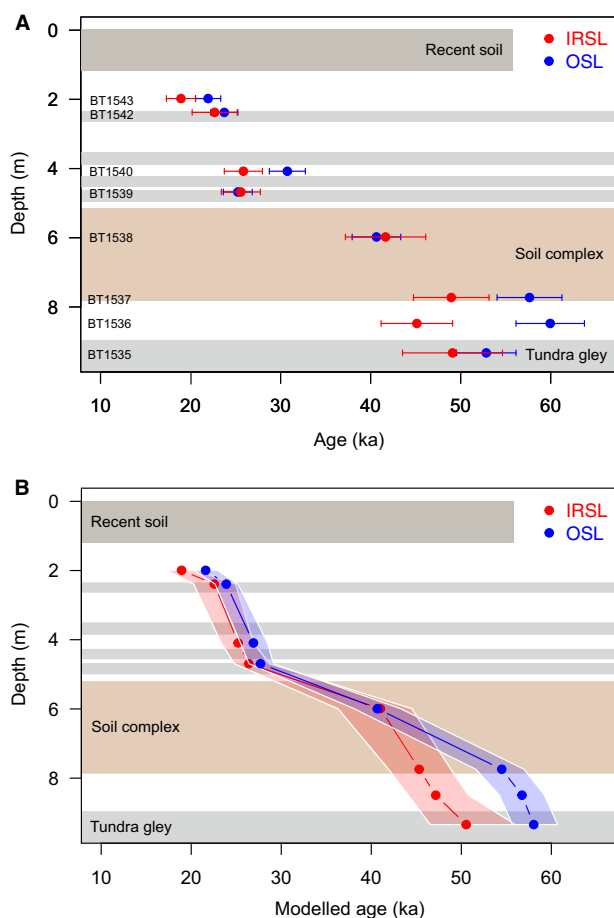 A
0
Recent soil
IRSL
OSL
BT1543
2
BT1542
BT1540
4
BT1539
Depth (m)
BT1538
6
Soil complex
BT1537
8
BT1536
BT1535
Tundra gley
10 20 30 40 50 60
Age (ka)
B
0
Recent soil
IRSL
OSL
2
4
Depth (m)
6
Soil complex
8
Tundra gley
10 20 30 40 50 60
Modelled age (ka)